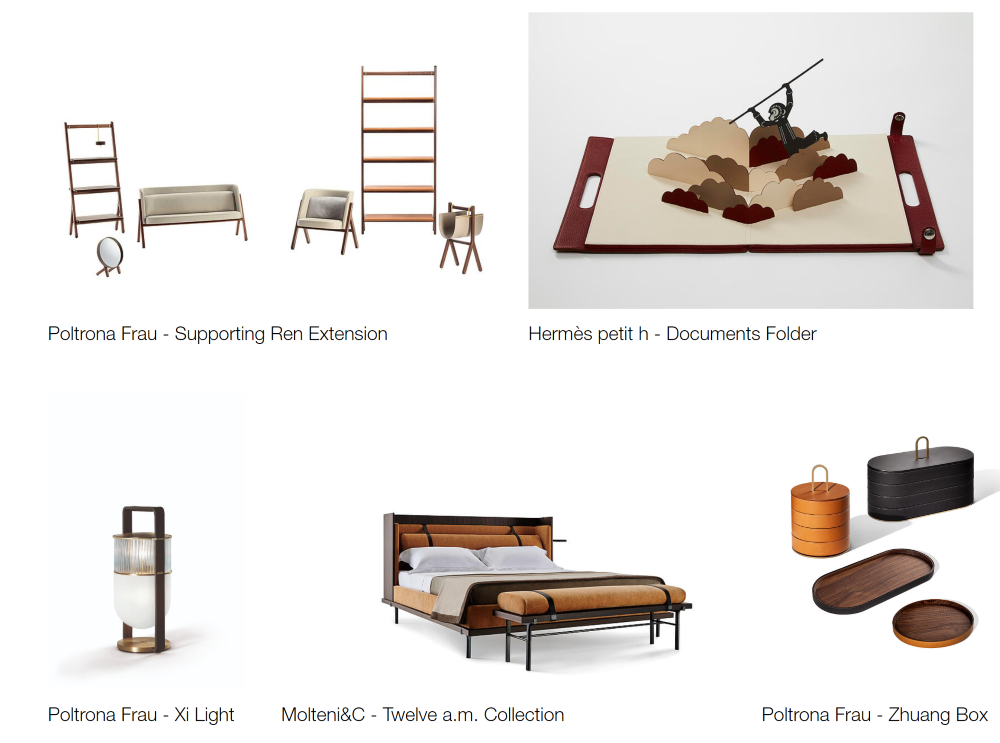 Poltrona Frau - Supporting Ren Extension
Hermès petit h - Documents Folder
Poltrona Frau - Xi Light
Molteni&C - Twelve a.m. Collection
Poltrona Frau - Zhuang Box